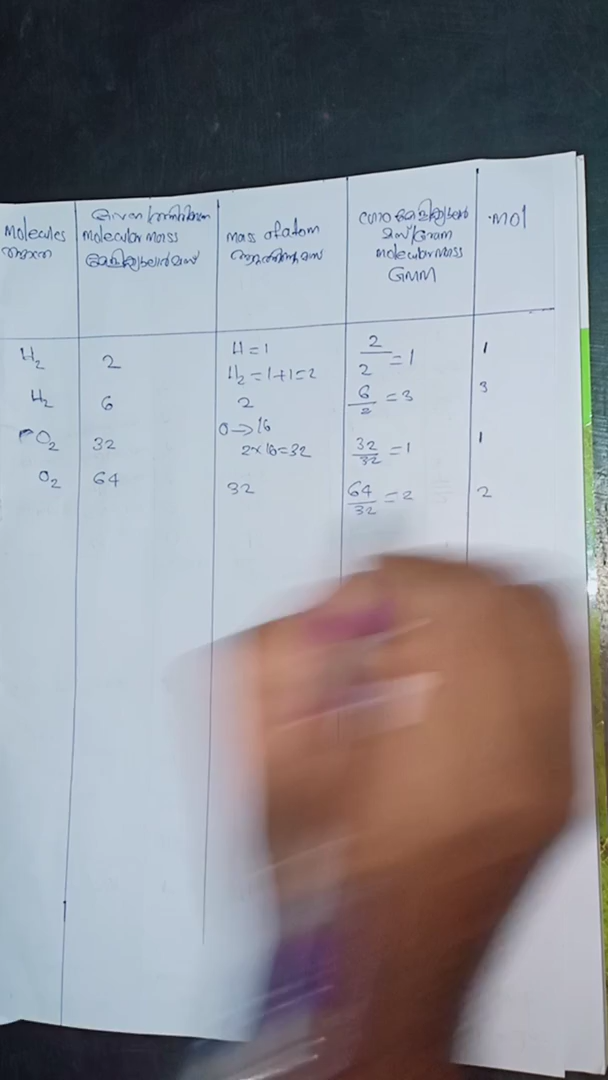 Molecules
molecular mass
mass of atom
മാസ്/Gram
molecular mass
GMM
MOl
H₂ 2 H=1 2/2 =1 1
H₂=1+1=2
H₂ 6 2 6/2 =3 3
O→16
O₂ 32 2×16=32 32/32 =1 1
O₂ 64 32 64/32 =2 2